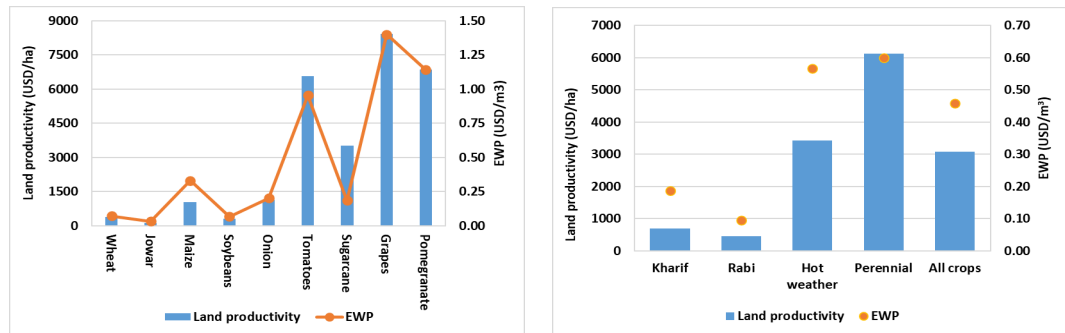 9000
7500
6000
4500
3000
1500
0
Land productivity (USD/ha)
1.50
1.25
1.00
0.75
0.50
0.25
0.00
EWP (USD/m3)
Wheat
Jowar
Maize
Soybeans
Onion
Tomatoes
Sugarcane
Grapes
Pomegranate
Land productivity
EWP
7000
6000
5000
4000
3000
2000
1000
0
Land productivity (USD/ha)
0.70
0.60
0.50
0.40
0.30
0.20
0.10
0.00
EWP (USD/m³)
Kharif
Rabi
Hot
weather
Perennial
All crops
Land productivity
EWP